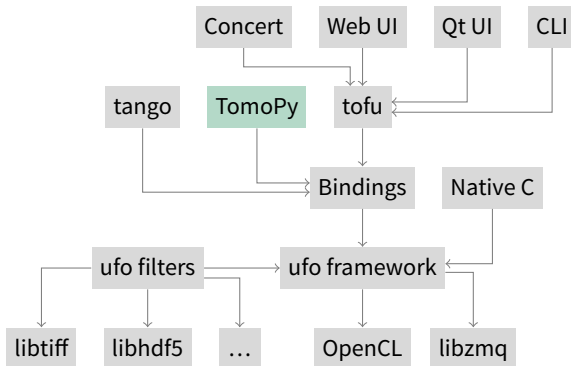 Concert
Web UI
Qt UI
CLI
tango
TomoPy
tofu
Bindings
Native C
ufo filters
ufo framework
libtiff
libhdf5
...
OpenCL
libzmq